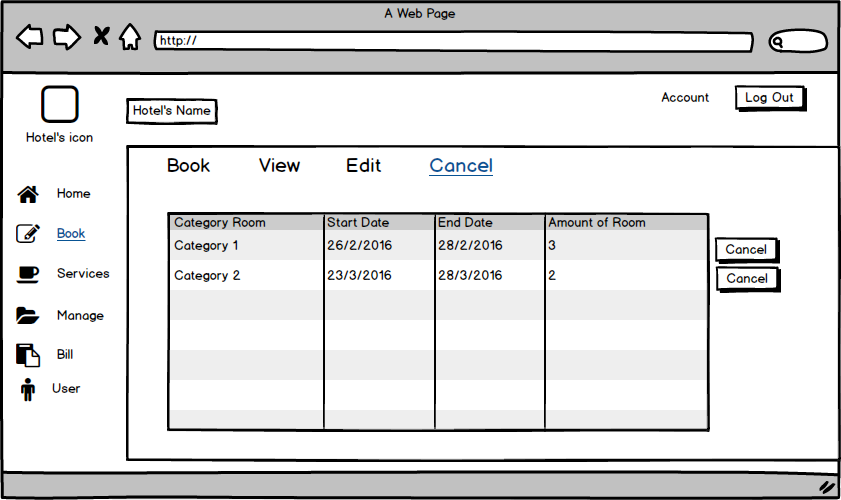 A Web Page
http://
Account
Log Out
Hotel's Name
Hotel's icon
Book View Edit Cancel
Home
Book
Services
Manage
Bill
User
Category Room Start Date End Date Amount of Room
Category 1 26/2/2016 28/2/2016 3 Cancel
Category 2 23/3/2016 28/3/2016 2 Cancel